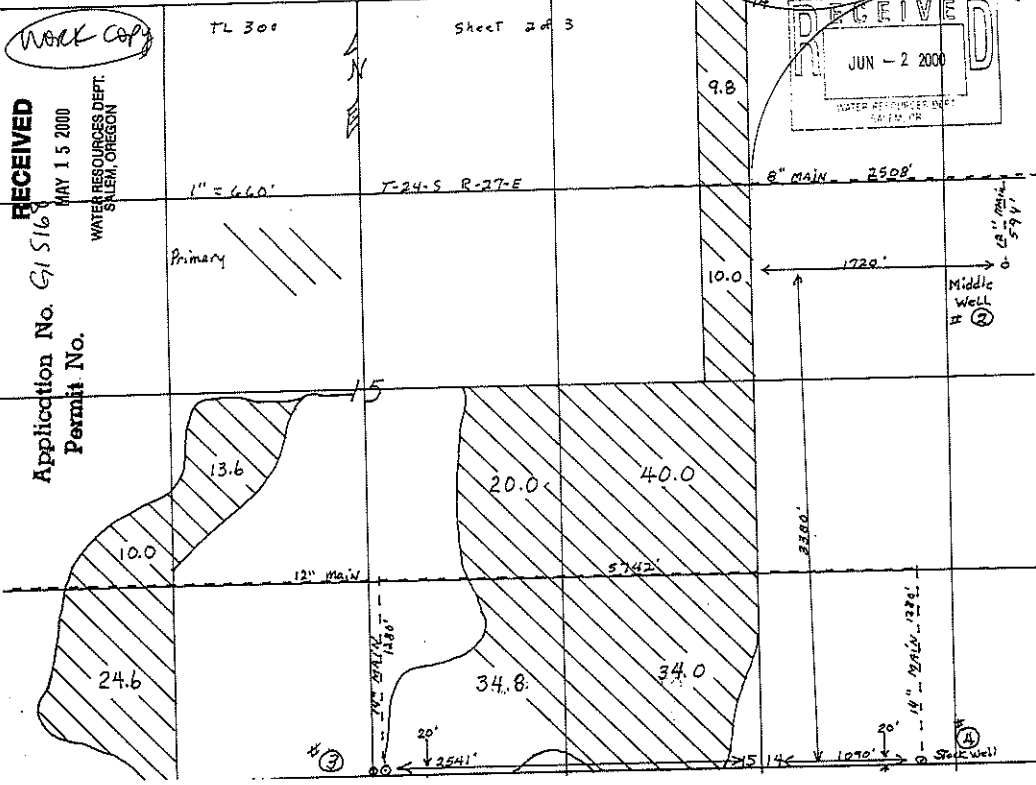 WORK COPY
TL 300
Sheet 2 of 3
14
RECEIVED
JUN - 2 2000
WATER RESOURCES DEPT
SALEM, OR
RECEIVED
MAY 15 2000
WATER RESOURCES DEPT.
SALEM, OREGON
Application No. G15168
Permit No.
N
9.8
1" = 660'
T-24-S R-27-E
8" MAIN 2508'
12" MAIN
594'
Primary
10.0
1720'
Middle
Well
# 2
15
13.6
20.0
40.0
3380'
10.0
12" Main
5742'
14" MAIN
1280'
14" MAIN 1280'
24.6
34.8
34.0
# 3
20'
2541'
15 14
1090'
20'
# 4
Stock Well